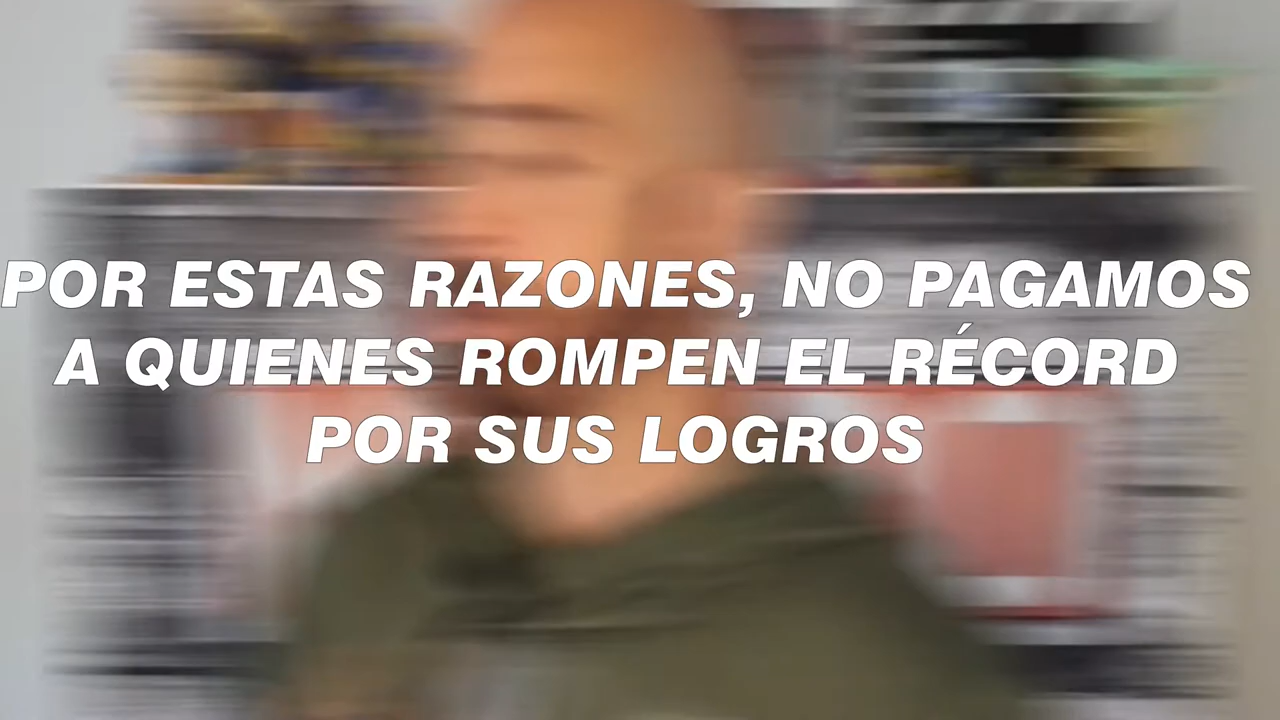 POR ESTAS RAZONES, NO PAGAMOS
A QUIENES ROMPEN EL RÉCORD
POR SUS LOGROS